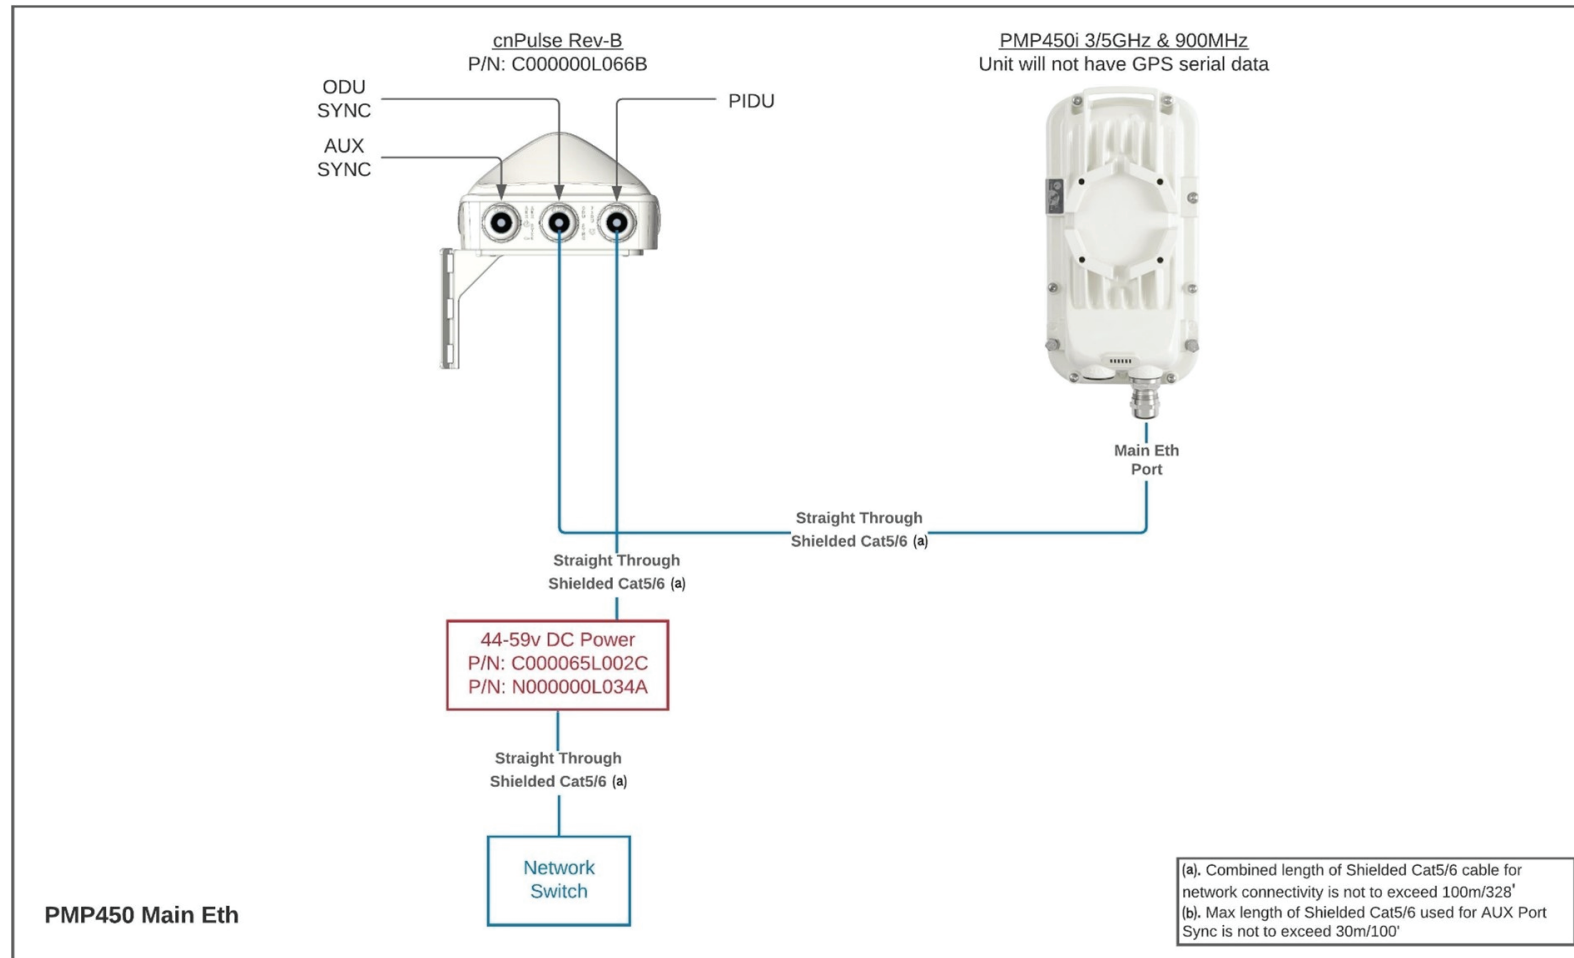 cnPulse Rev-B
P/N: C000000L066B
PMP450i 3/5GHz & 900MHz
Unit will not have GPS serial data
ODU
SYNC
AUX
SYNC
PIDU
Main Eth
Port
Straight Through
Shielded Cat5/6 (a)
Straight Through
Shielded Cat5/6 (a)
44-59v DC Power
P/N: C000065L002C
P/N: N000000L034A
Straight Through
Shielded Cat5/6 (a)
Network
Switch
PMP450 Main Eth
(a). Combined length of Shielded Cat5/6 cable for
network connectivity is not to exceed 100m/328'
(b). Max length of Shielded Cat5/6 used for AUX Port
Sync is not to exceed 30m/100'